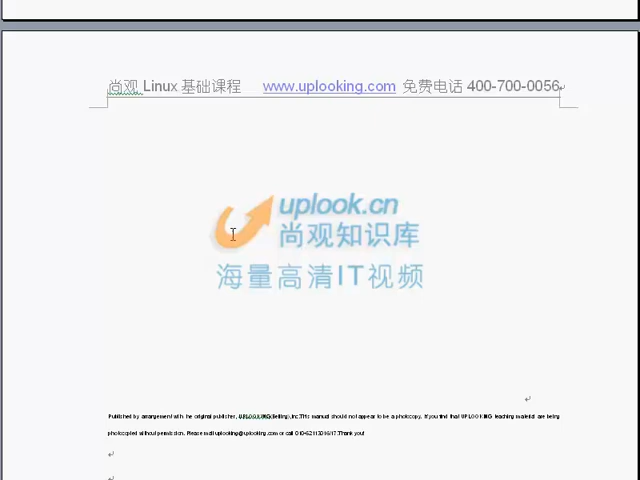 尚观 Linux 基础课程 www.uplooking.com 免费电话 400-700-0056
uplook.cn
尚观知识库
海量高清IT视频
Published by arrangement with the original publisher, UPLOOKING(Beijing),Inc.This manual should not appear to be a photocopy. If you find that UPLOOKING teaching material are being
photocopied without permission. Please mail uplooking@uplooking.com or call Thank you!